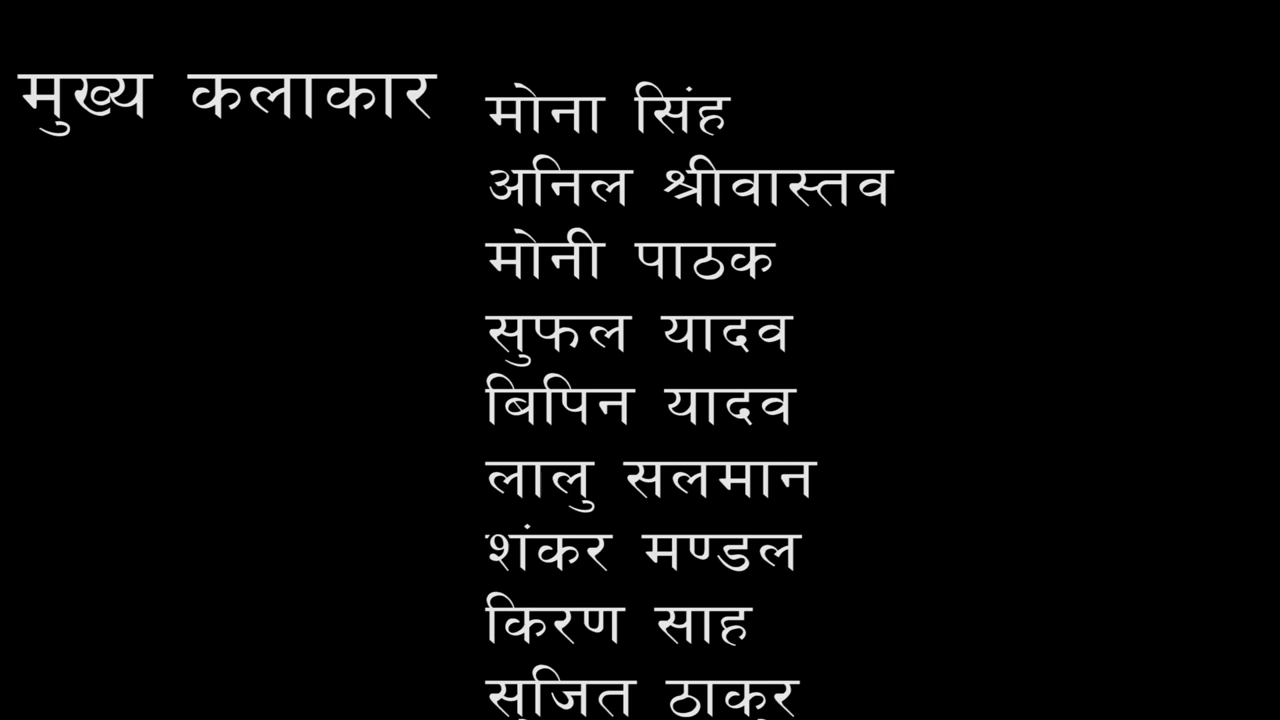 मुख्य कलाकार
मोना सिंह
अनिल श्रीवास्तव
मोनी पाठक
सुफल यादव
बिपिन यादव
लालु सलमान
शंकर मण्डल
किरण साह
सुजित ठाकुर